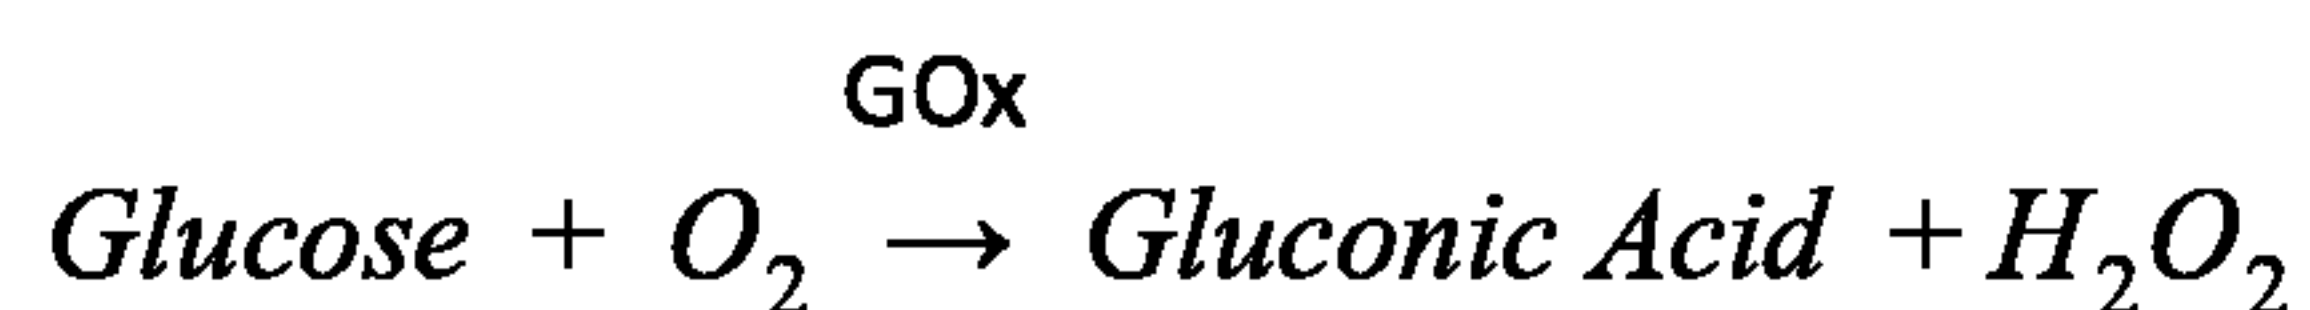 GOx
Glucose + O₂ → Gluconic Acid + H₂O₂